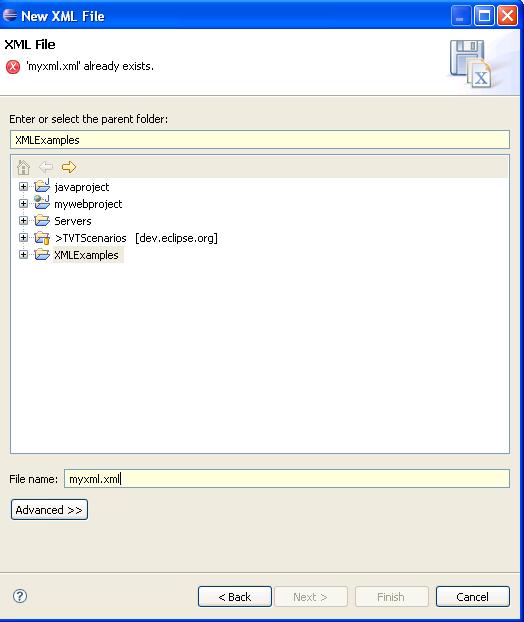 New XML File
XML File
'myxml.xml' already exists.
X
Enter or select the parent folder:
XMLExamples
javaproject
mywebproject
Servers
>TVTScenarios [dev.eclipse.org]
XMLExamples
File name: myxml.xml
Advanced >>
? < Back Next > Finish Cancel